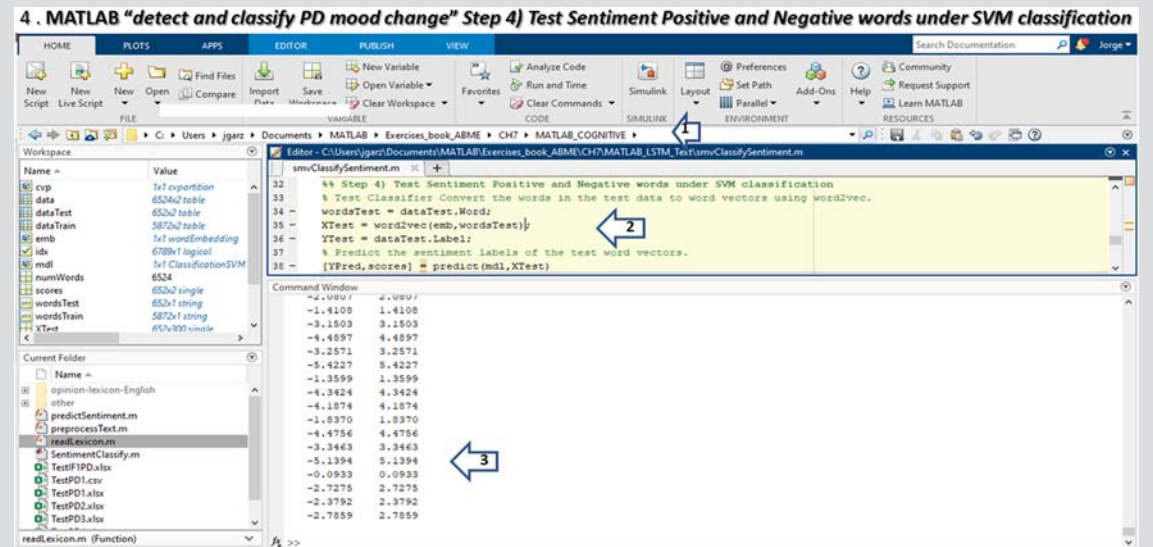 4 . MATLAB “detect and classify PD mood change” Step 4) Test Sentiment Positive and Negative words under SVM classification
HOME PLOTS APPS EDITOR PUBLISH VIEW Search Documentation Jorge
New Script New Live Script New Open Find Files Compare Import Data Save Workspace New Variable Open Variable Clear Workspace Favorites Analyze Code Run and Time Clear Commands Simulink Layout Preferences Set Path Parallel Add-Ons Help Community Request Support Learn MATLAB
FILE VARIABLE CODE SIMULINK ENVIRONMENT RESOURCES
C: Users jgarz Documents MATLAB Exercises_book_ABME CH7 MATLAB_COGNITIVE
1
Workspace
Name Value
cvp 1x1 cvpartition
data 6524x2 table
dataTest 652x2 table
dataTrain 5872x2 table
emb 1x1 wordEmbedding
idx 6789x1 logical
mdl 1x1 ClassificationSVM
numWords 6524
scores 652x2 single
wordsTest 652x1 string
wordsTrain 5872x1 string
XTest 652x300 single
Current Folder
Name
opinion-lexicon-English
other
predictSentiment.m
preprocessText.m
readLexicon.m
SentimentClassify.m
TestIF1PD.xlsx
TestPD1.csv
TestPD1.xlsx
TestPD2.xlsx
TestPD3.xlsx
readLexicon.m (Function)
Editor - C:\Users\jgarz\Documents\MATLAB\Exercises_book_ABME\CH7\MATLAB_LSTM_Text\smvClassifySentiment.m
smvClassifySentiment.m
32 %% Step 4) Test Sentiment Positive and Negative words under SVM classification
33 % Test Classifier Convert the words in the test data to word vectors using word2vec.
34 - wordsTest = dataTest.Word;
35 - XTest = word2vec(emb,wordsTest);
36 - YTest = dataTest.Label;
37 % Predict the sentiment labels of the test word vectors.
38 - [YPred,scores] = predict(mdl,XTest)
2
Command Window
-2.0807 2.0807
-1.4108 1.4108
-3.1503 3.1503
-4.4897 4.4897
-3.2571 3.2571
-5.4227 5.4227
-1.3599 1.3599
-4.3424 4.3424
-4.1874 4.1874
-1.8370 1.8370
-4.4756 4.4756
-3.3463 3.3463
-5.1394 5.1394
-0.0933 0.0933
-2.7275 2.7275
-2.3792 2.3792
-2.7859 2.7859
3
fx >>